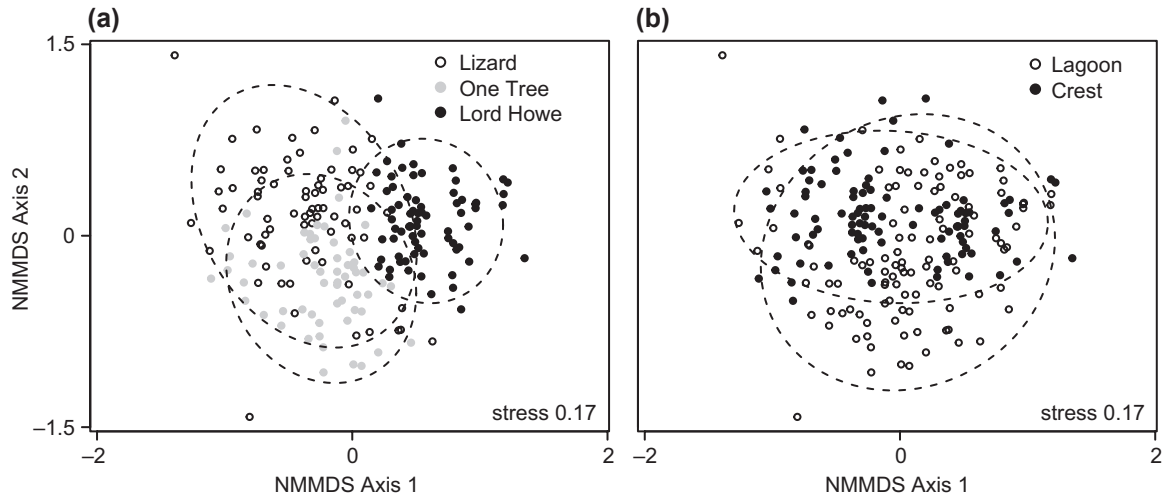 (a)
NMMDS Axis 2
1.5
0
–1.5
Lizard
One Tree
Lord Howe
stress 0.17
–2
0
2
NMMDS Axis 1
(b)
Lagoon
Crest
stress 0.17
–2
0
2
NMMDS Axis 1